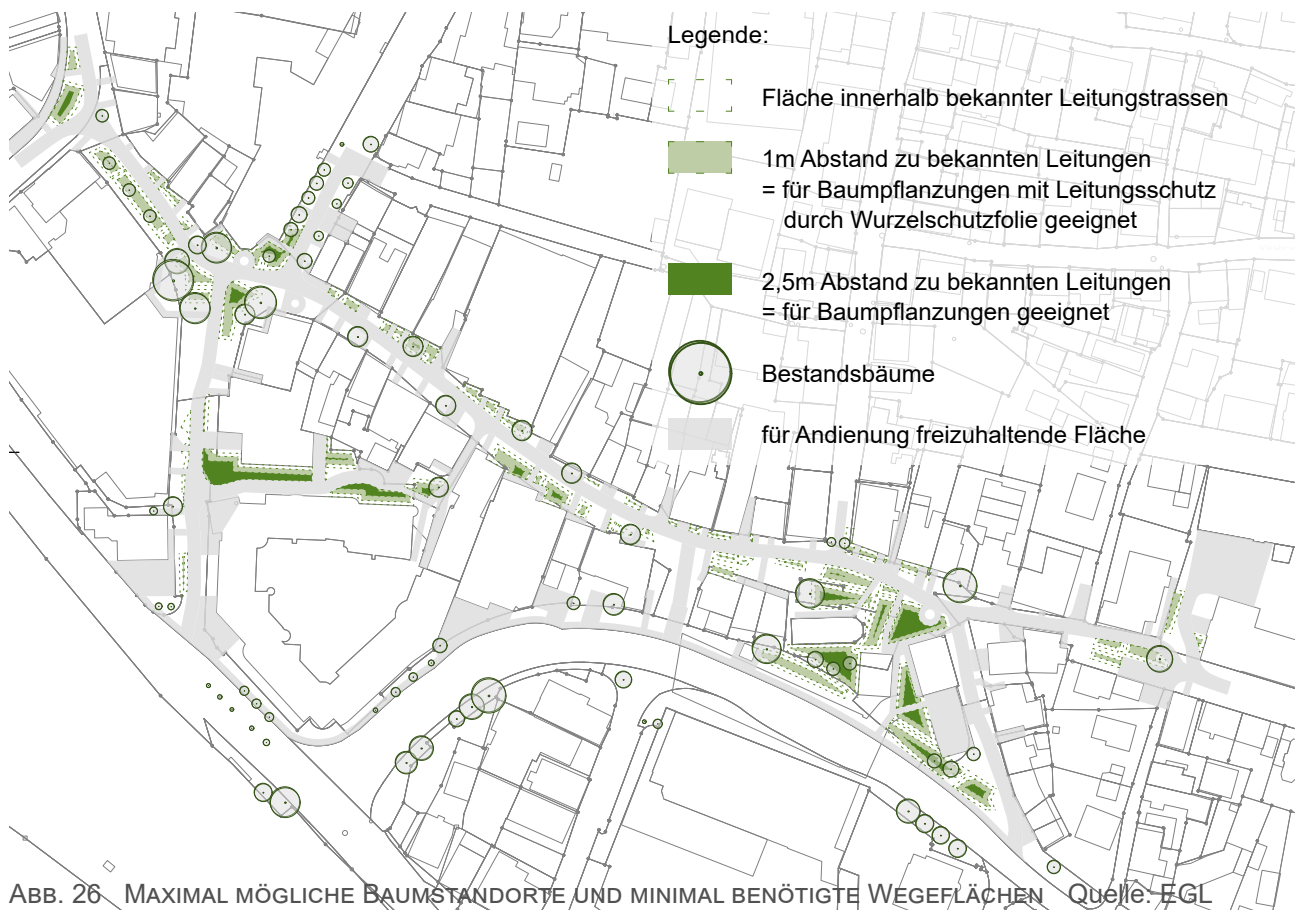 Legende:
Fläche innerhalb bekannter Leitungstrassen
1m Abstand zu bekannten Leitungen
= für Baumpflanzungen mit Leitungsschutz
durch Wurzelschutzfolie geeignet
2,5m Abstand zu bekannten Leitungen
= für Baumpflanzungen geeignet
Bestandsbäume
für Andienung freizuhaltende Fläche
Abb. 26 Maximal mögliche Baumstandorte und minimal benötigte Wegeflächen Quelle: EGL